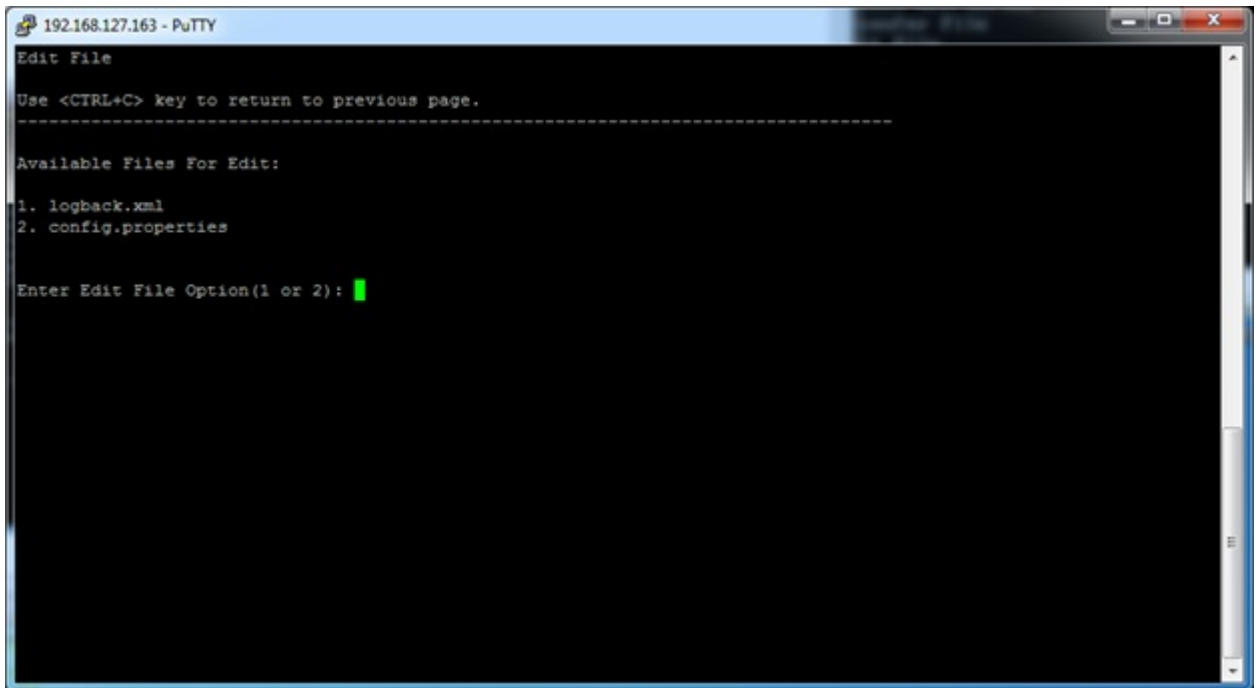 192.168.127.163 - PuTTY
Edit File
Use <CTRL+C> key to return to previous page.
-----------------------------------------------------------------------------------
Available Files For Edit:
1. logback.xml
2. config.properties
Enter Edit File Option(1 or 2):